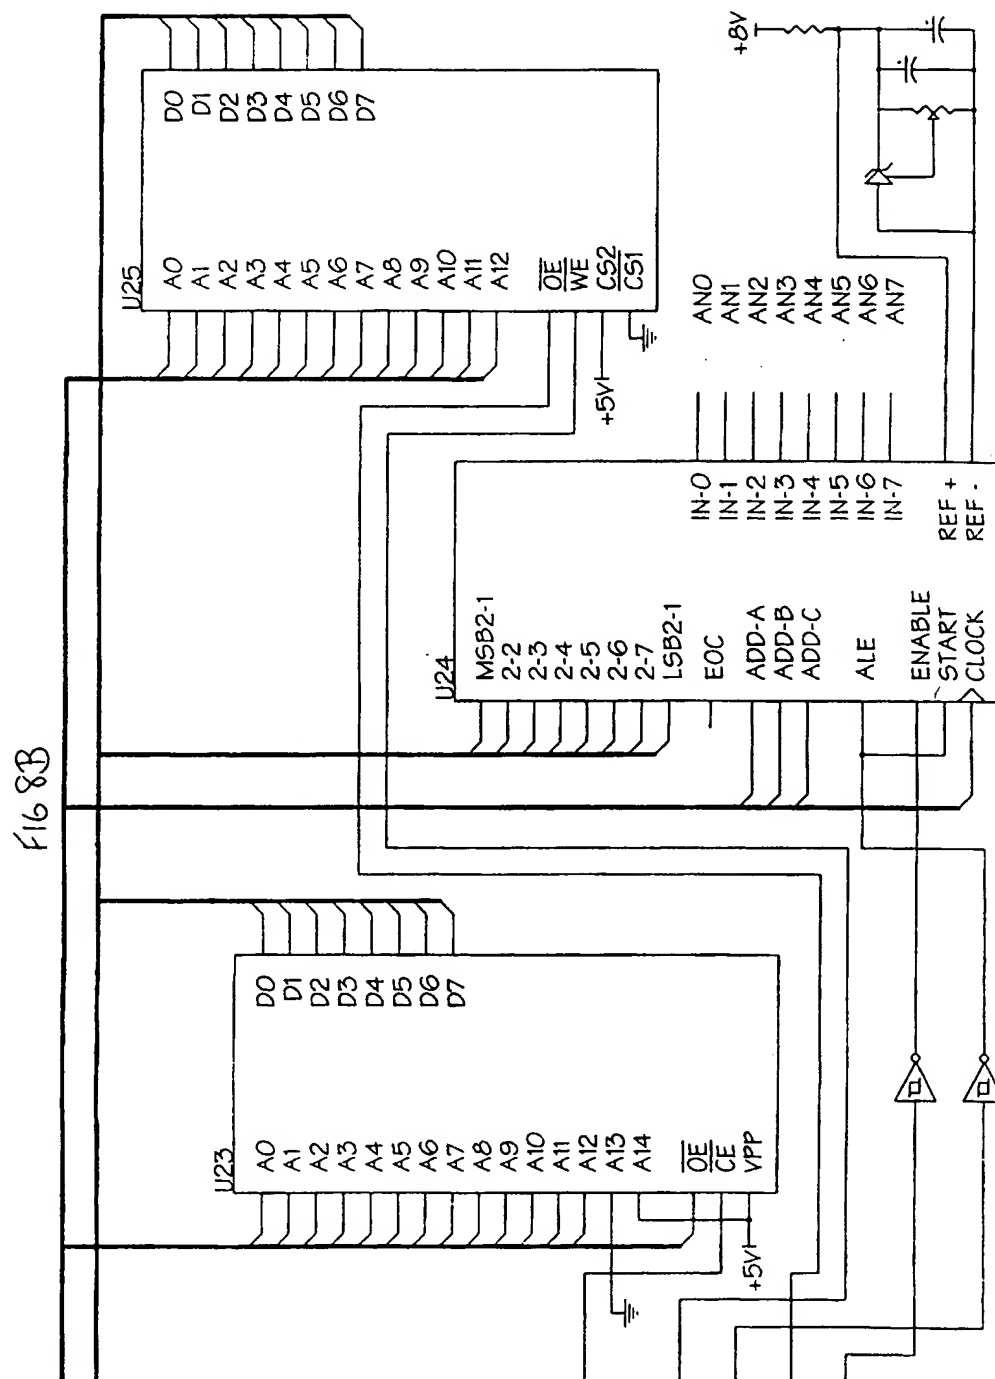 FIG 8B
U25
D0
D1
D2
D3
D4
D5
D6
D7
A0
A1
A2
A3
A4
A5
A6
A7
A8
A9
A10
A11
A12
OE
WE
CS2
CS1
+5V
+8V
AN0
AN1
AN2
AN3
AN4
AN5
AN6
AN7
U24
IN-0
IN-1
IN-2
IN-3
IN-4
IN-5
IN-6
IN-7
REF +
REF -
MSB2-1
2-2
2-3
2-4
2-5
2-6
2-7
LSB2-1
EOC
ADD-A
ADD-B
ADD-C
ALE
ENABLE
START
CLOCK
U23
D0
D1
D2
D3
D4
D5
D6
D7
A0
A1
A2
A3
A4
A5
A6
A7
A8
A9
A10
A11
A12
A13
A14
OE
CE
VPP
+5V